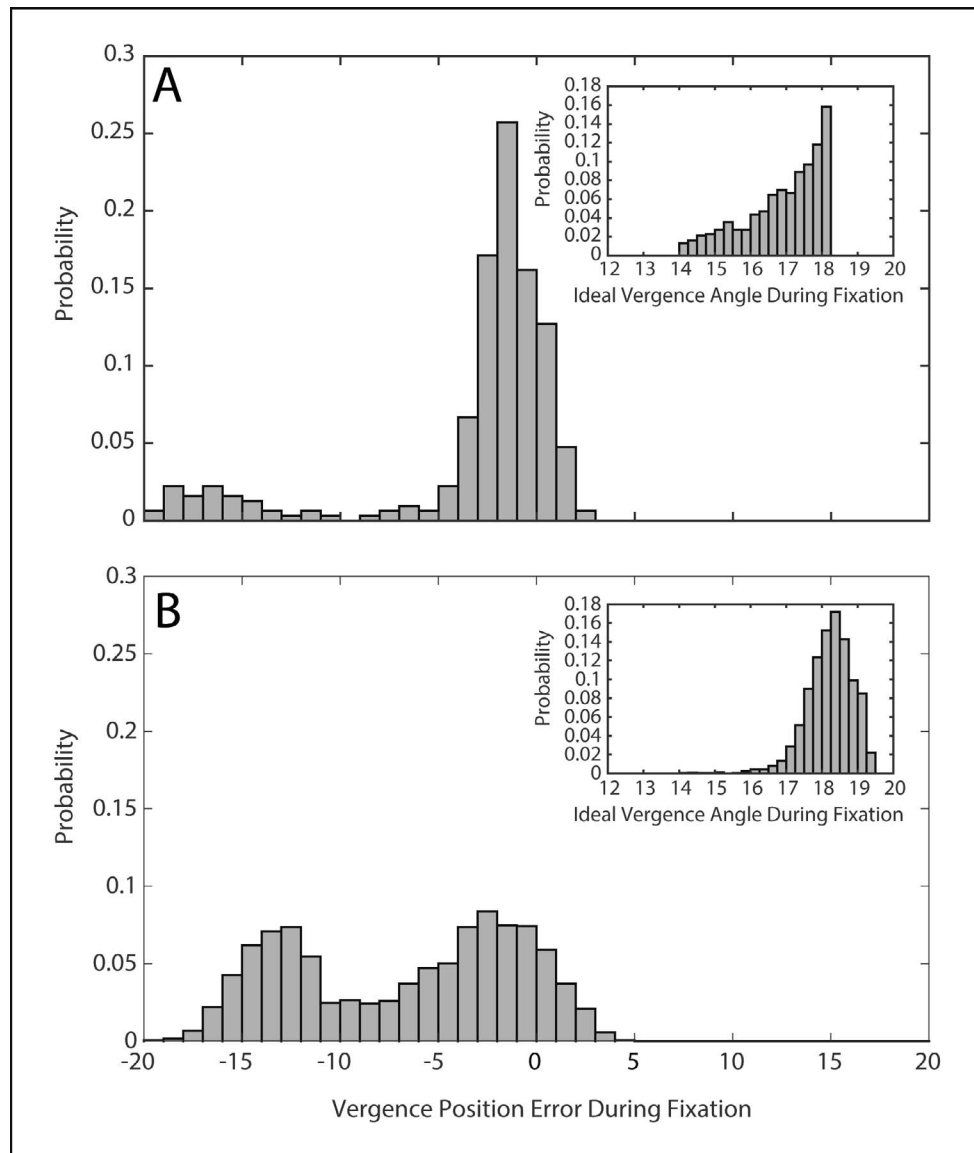 A
0.3
0.25
0.2
0.15
0.1
0.05
0
Probability
0.18
0.16
0.14
0.12
0.1
0.08
0.06
0.04
0.02
0
Probability
12 13 14 15 16 17 18 19 20
Ideal Vergence Angle During Fixation
B
0.3
0.25
0.2
0.15
0.1
0.05
0
Probability
0.18
0.16
0.14
0.12
0.1
0.08
0.06
0.04
0.02
0
Probability
12 13 14 15 16 17 18 19 20
Ideal Vergence Angle During Fixation
-20 -15 -10 -5 0 5 10 15 20
Vergence Position Error During Fixation